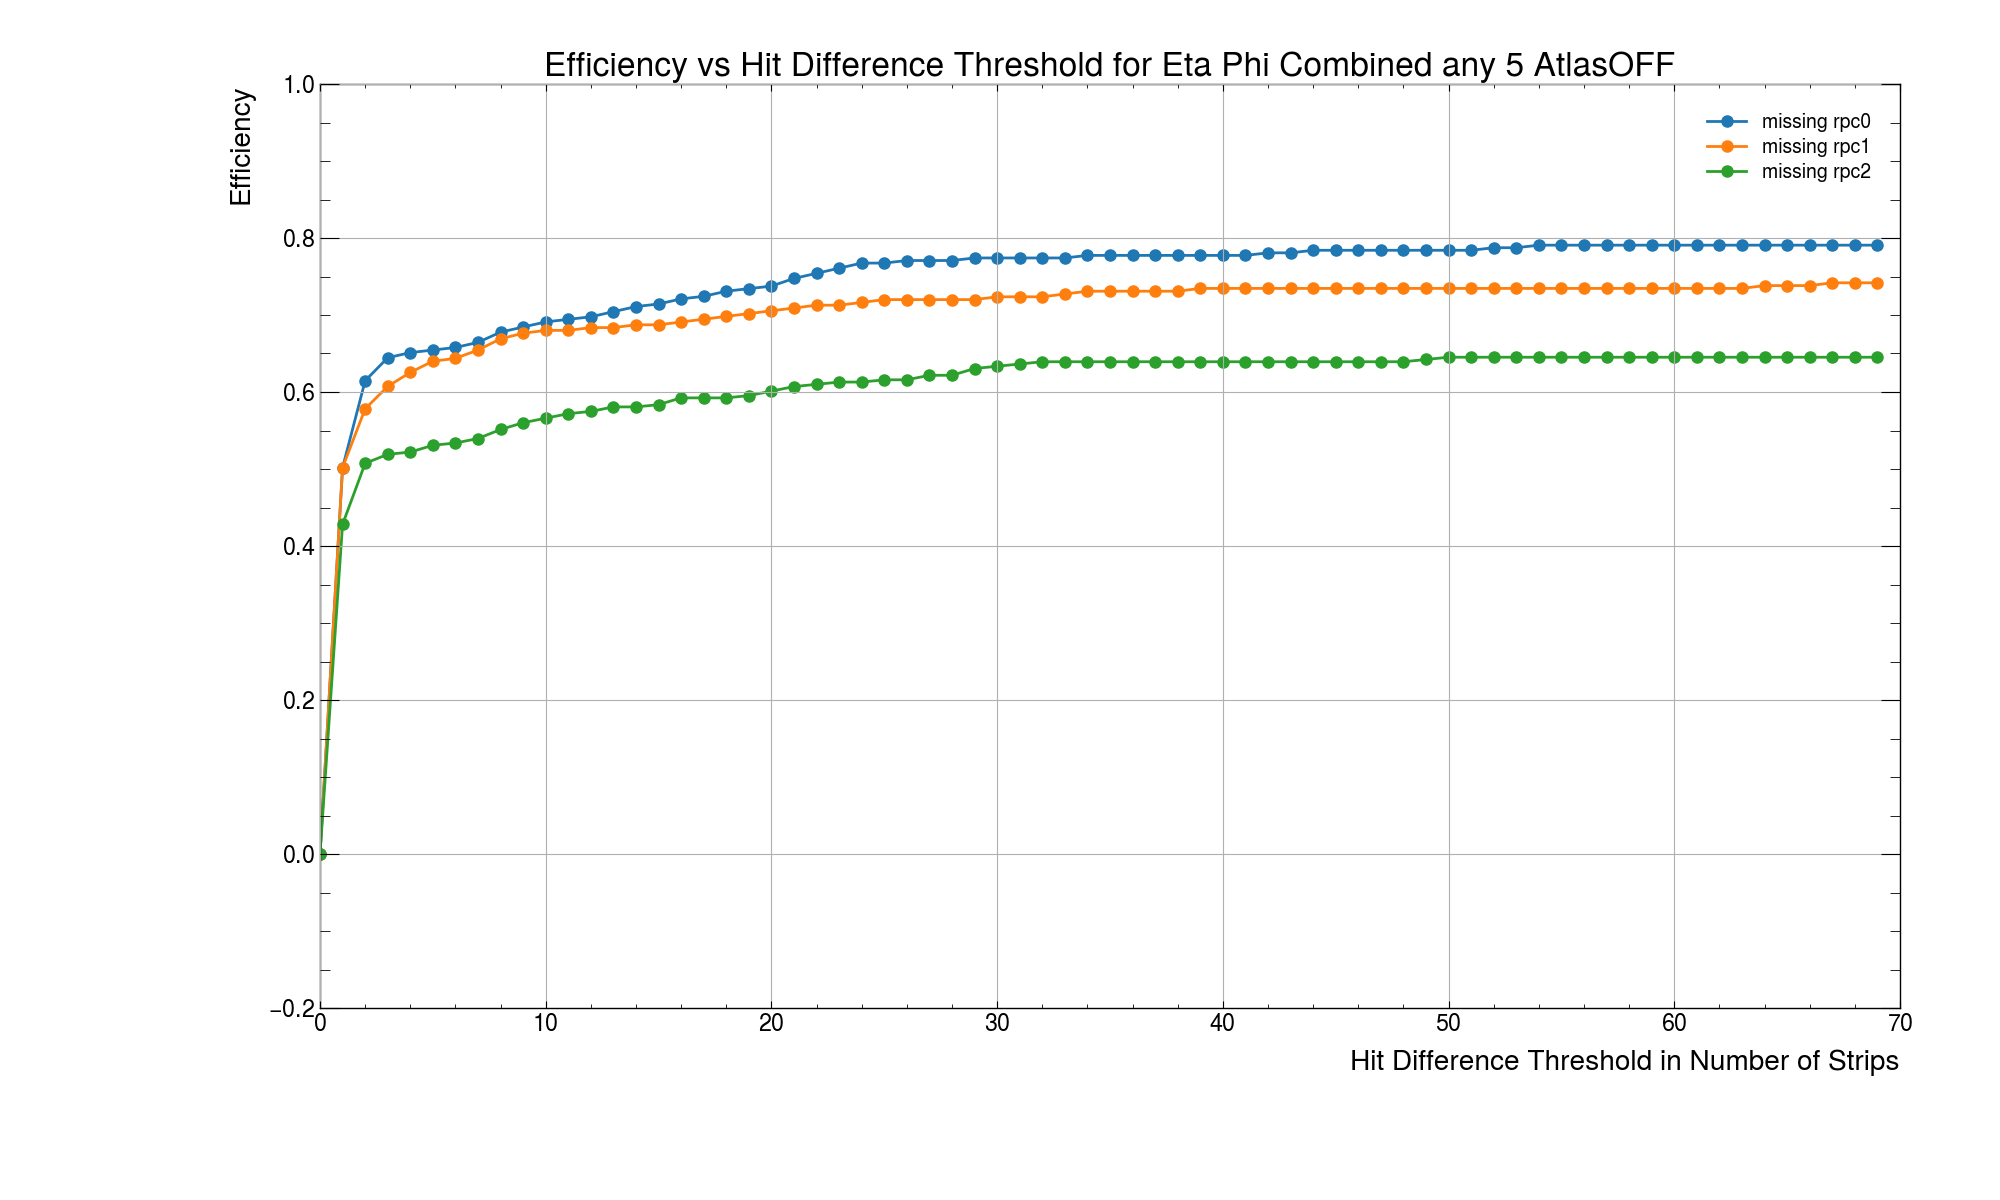 Efficiency vs Hit Difference Threshold for Eta Phi Combined any 5 AtlasOFF
Efficiency
1.0
0.8
0.6
0.4
0.2
0.0
−0.2
missing rpc0
missing rpc1
missing rpc2
0 10 20 30 40 50 60 70
Hit Difference Threshold in Number of Strips